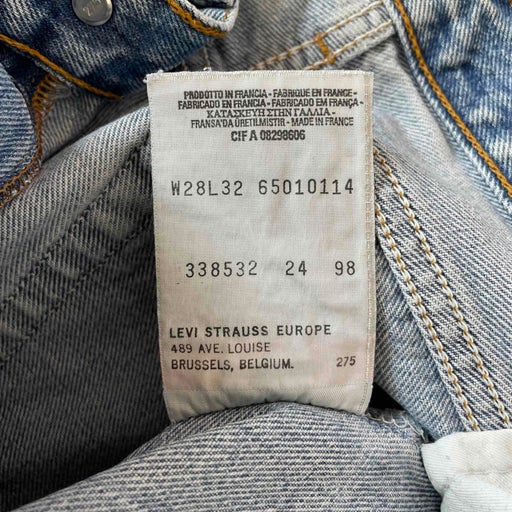 PRODOTTO IN FRANCIA - FABRIQUE EN FRANCE -
FABRICADO EN FRANCIA - FABRICADO EM FRANÇA -
ΚΑΤΑΣΚΕΥΗ ΣΤΗΝ ΓΑΛΛΙΑ -
FRANSA'DA ÜRETILMISTIR - MADE IN FRANCE
CIF A 08298606
W28L32 65010114
338532 24 98
LEVI STRAUSS EUROPE
489 AVE. LOUISE
BRUSSELS, BELGIUM. 275